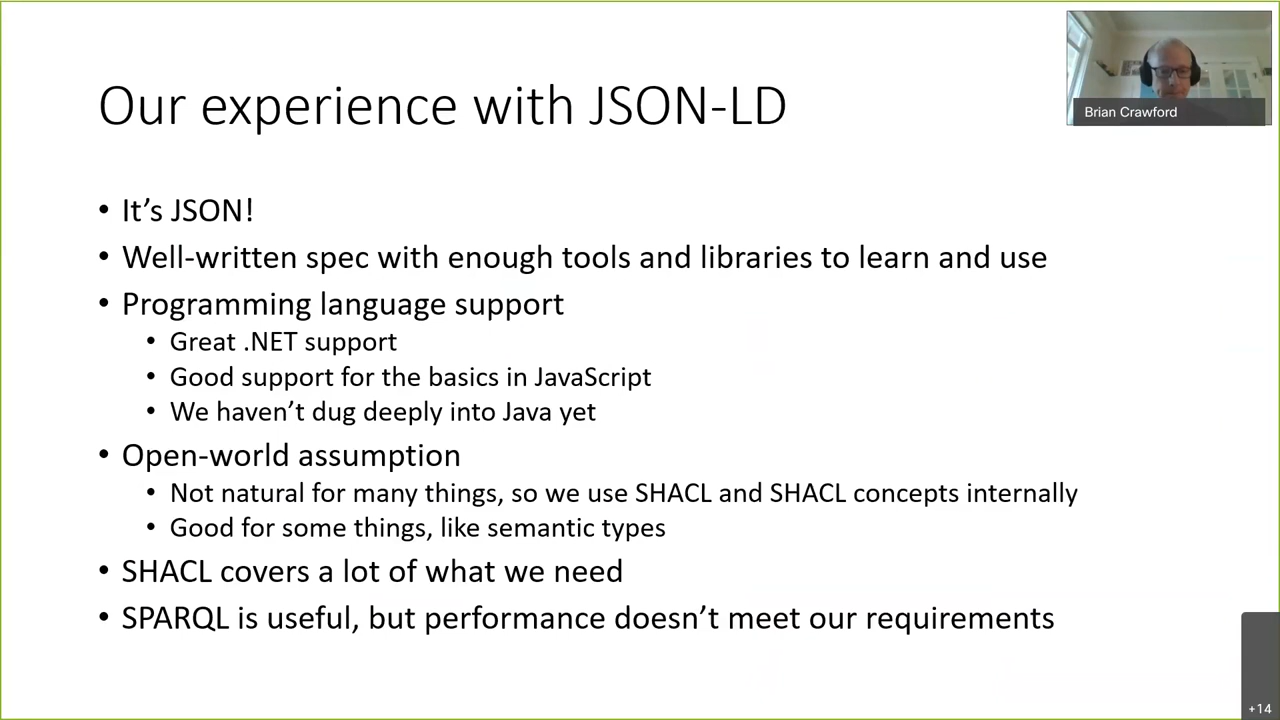 Our experience with JSON-LD
Brian Crawford
• It’s JSON!
• Well-written spec with enough tools and libraries to learn and use
• Programming language support
• Great .NET support
• Good support for the basics in JavaScript
• We haven’t dug deeply into Java yet
• Open-world assumption
• Not natural for many things, so we use SHACL and SHACL concepts internally
• Good for some things, like semantic types
• SHACL covers a lot of what we need
• SPARQL is useful, but performance doesn’t meet our requirements
+14